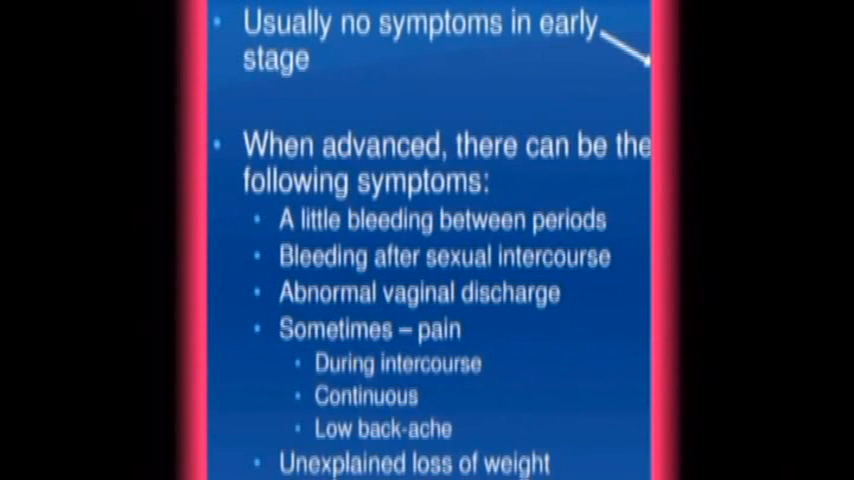 • Usually no symptoms in early
stage
• When advanced, there can be the
following symptoms:
• A little bleeding between periods
• Bleeding after sexual intercourse
• Abnormal vaginal discharge
• Sometimes – pain
• During intercourse
• Continuous
• Low back-ache
• Unexplained loss of weight